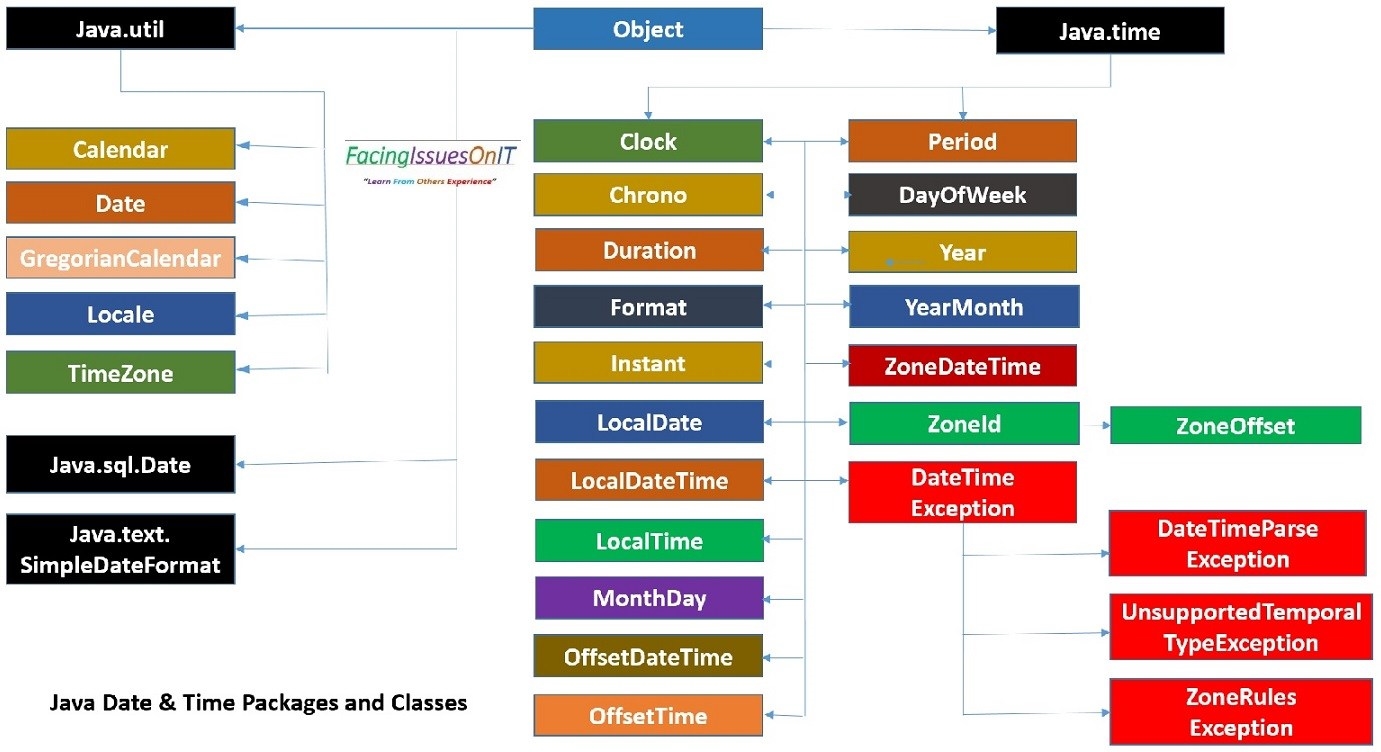 Java.util
Object
Java.time
Calendar
Date
GregorianCalendar
Locale
TimeZone
Java.sql.Date
Java.text.
SimpleDateFormat
FacingIssuesOnIT
"Learn From Others Experience"
Clock
Chrono
Duration
Format
Instant
LocalDate
LocalDateTime
LocalTime
MonthDay
OffsetDateTime
OffsetTime
Period
DayOfWeek
Year
YearMonth
ZoneDateTime
ZoneId
ZoneOffset
DateTime
Exception
DateTimeParse
Exception
UnsupportedTemporal
TypeException
ZoneRules
Exception
Java Date & Time Packages and Classes